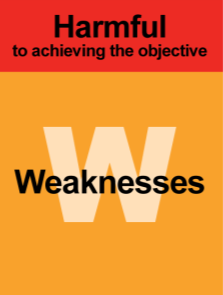 Harmful
to achieving the objective
W
Weaknesses